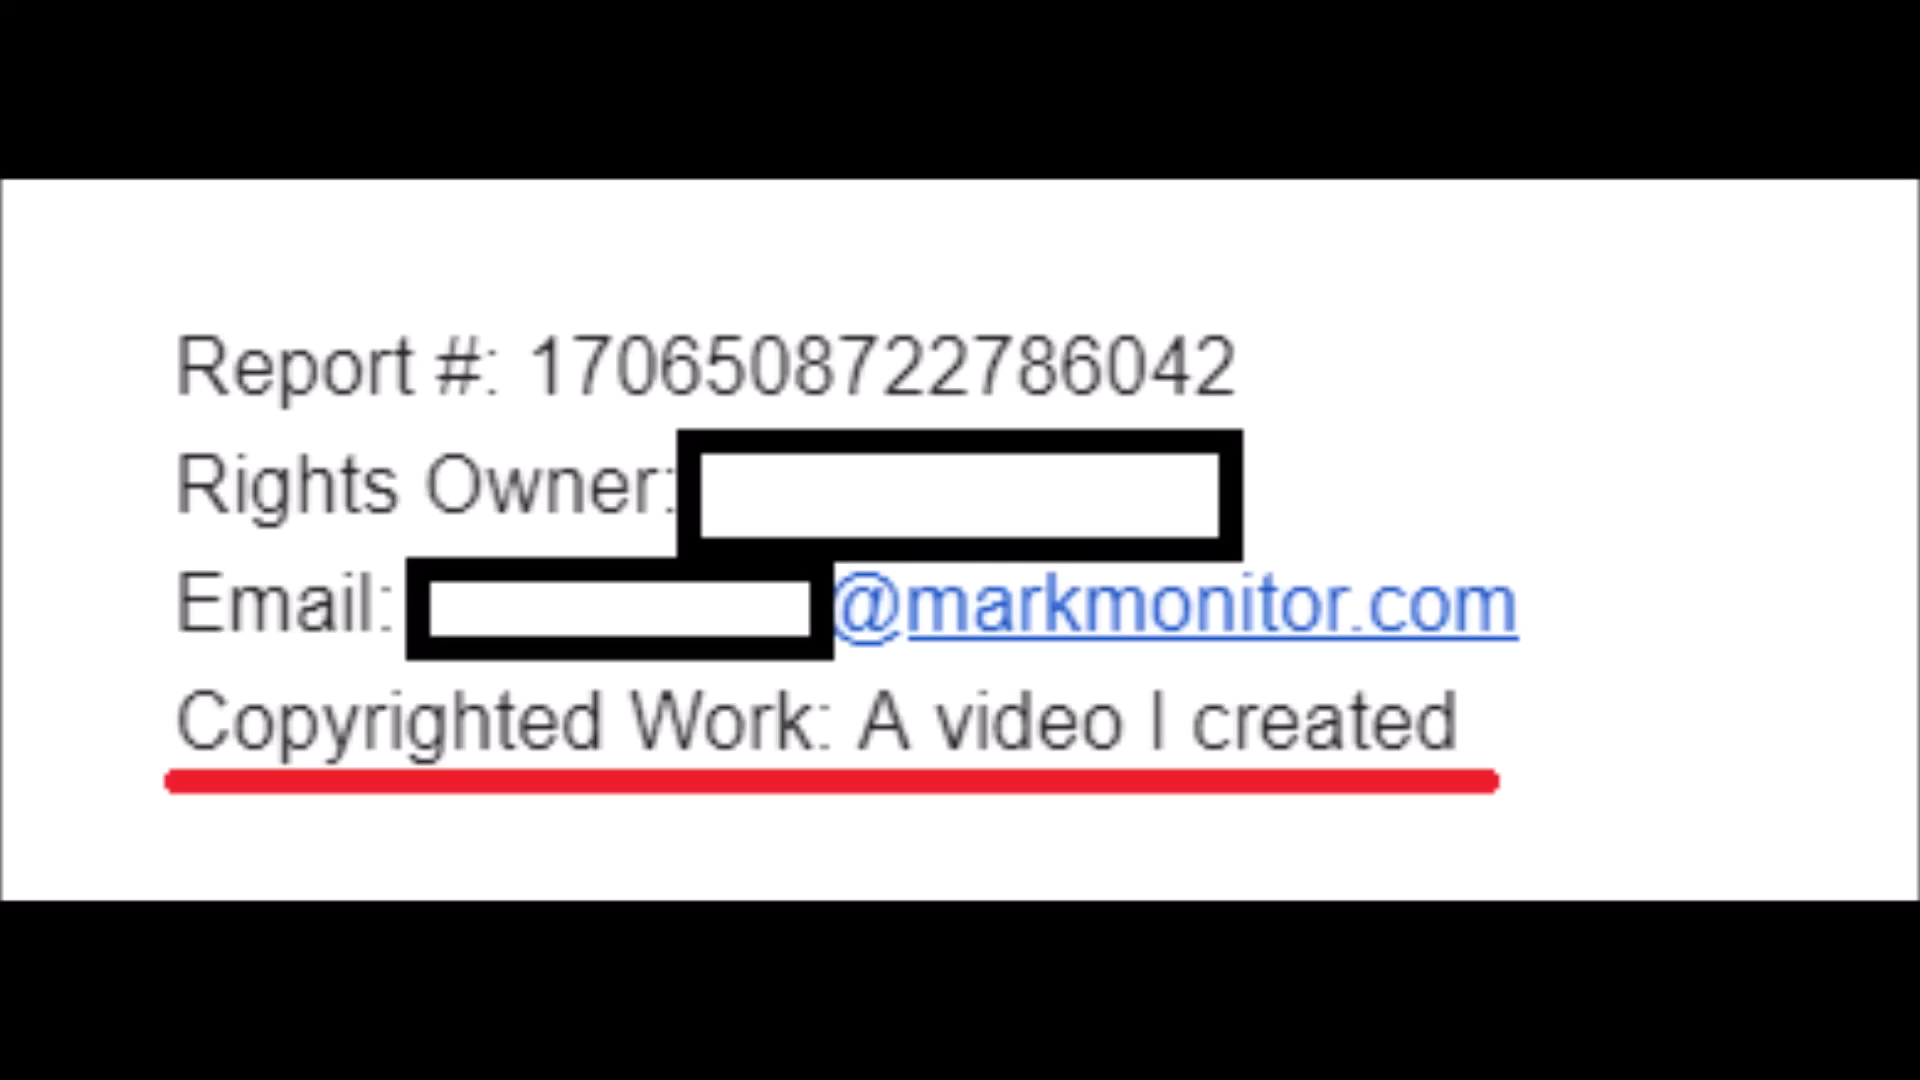 Report #: 1706508722786042
Rights Owner:
Email: @markmonitor.com
Copyrighted Work: A video I created